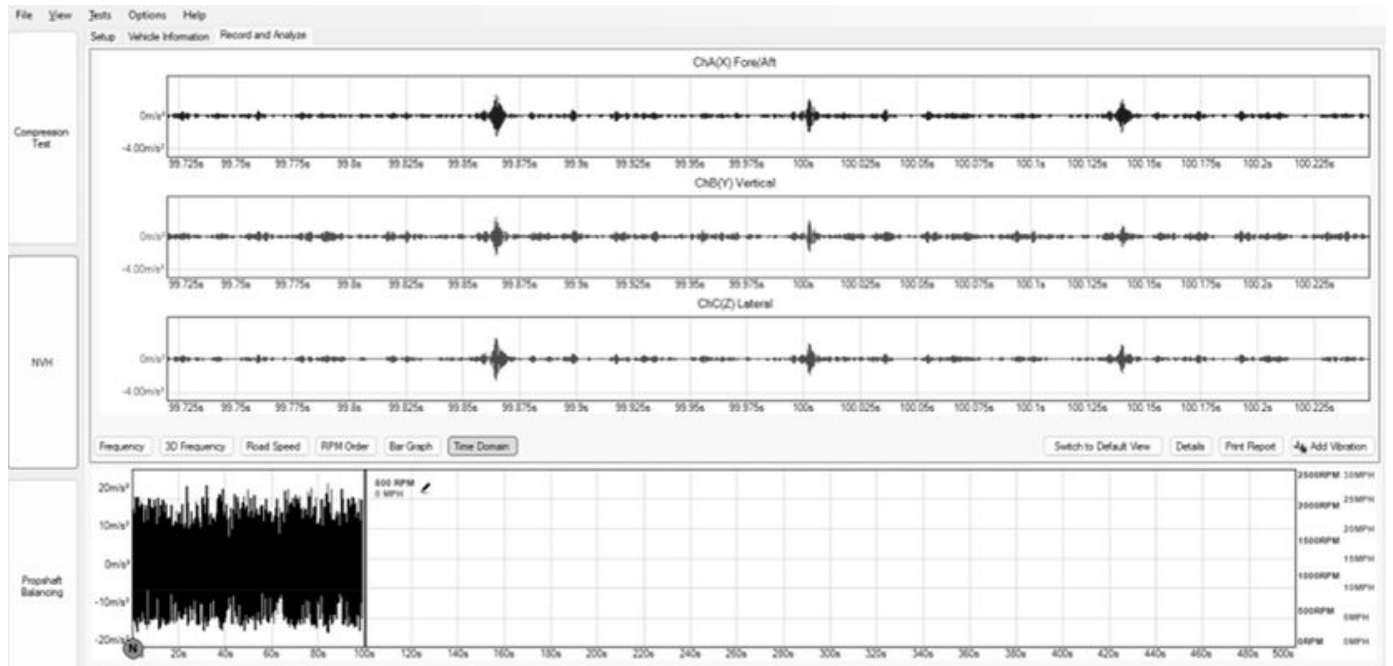 File View Tests Options Help
Setup Vehicle Information Record and Analyze
Compression
Test
NVH
Propshaft
Balancing
ChA(X) Fore/Aft
0m/s²
-4.00m/s²
99.725s 99.75s 99.775s 99.8s 99.825s 99.85s 99.875s 99.9s 99.925s 99.95s 99.975s 100s 100.025s 100.05s 100.075s 100.1s 100.125s 100.15s 100.175s 100.2s 100.225s
ChB(Y) Vertical
0m/s²
-4.00m/s²
99.725s 99.75s 99.775s 99.8s 99.825s 99.85s 99.875s 99.9s 99.925s 99.95s 99.975s 100s 100.025s 100.05s 100.075s 100.1s 100.125s 100.15s 100.175s 100.2s 100.225s
ChC(Z) Lateral
0m/s²
-4.00m/s²
99.725s 99.75s 99.775s 99.8s 99.825s 99.85s 99.875s 99.9s 99.925s 99.95s 99.975s 100s 100.025s 100.05s 100.075s 100.1s 100.125s 100.15s 100.175s 100.2s 100.225s
Frequency 3D Frequency Road Speed RPM Order Bar Graph Time Domain Switch to Default View Details Print Report Add Vibration
800 RPM
0 MPH
20m/s²
10m/s²
0m/s²
-10m/s²
-20m/s²
2500RPM 30MPH
25MPH
2000RPM
20MPH
1500RPM
15MPH
1000RPM
10MPH
500RPM
5MPH
0RPM 0MPH
N
20s 40s 60s 80s 100s 120s 140s 160s 180s 200s 220s 240s 260s 280s 300s 320s 340s 360s 380s 400s 420s 440s 460s 480s 500s